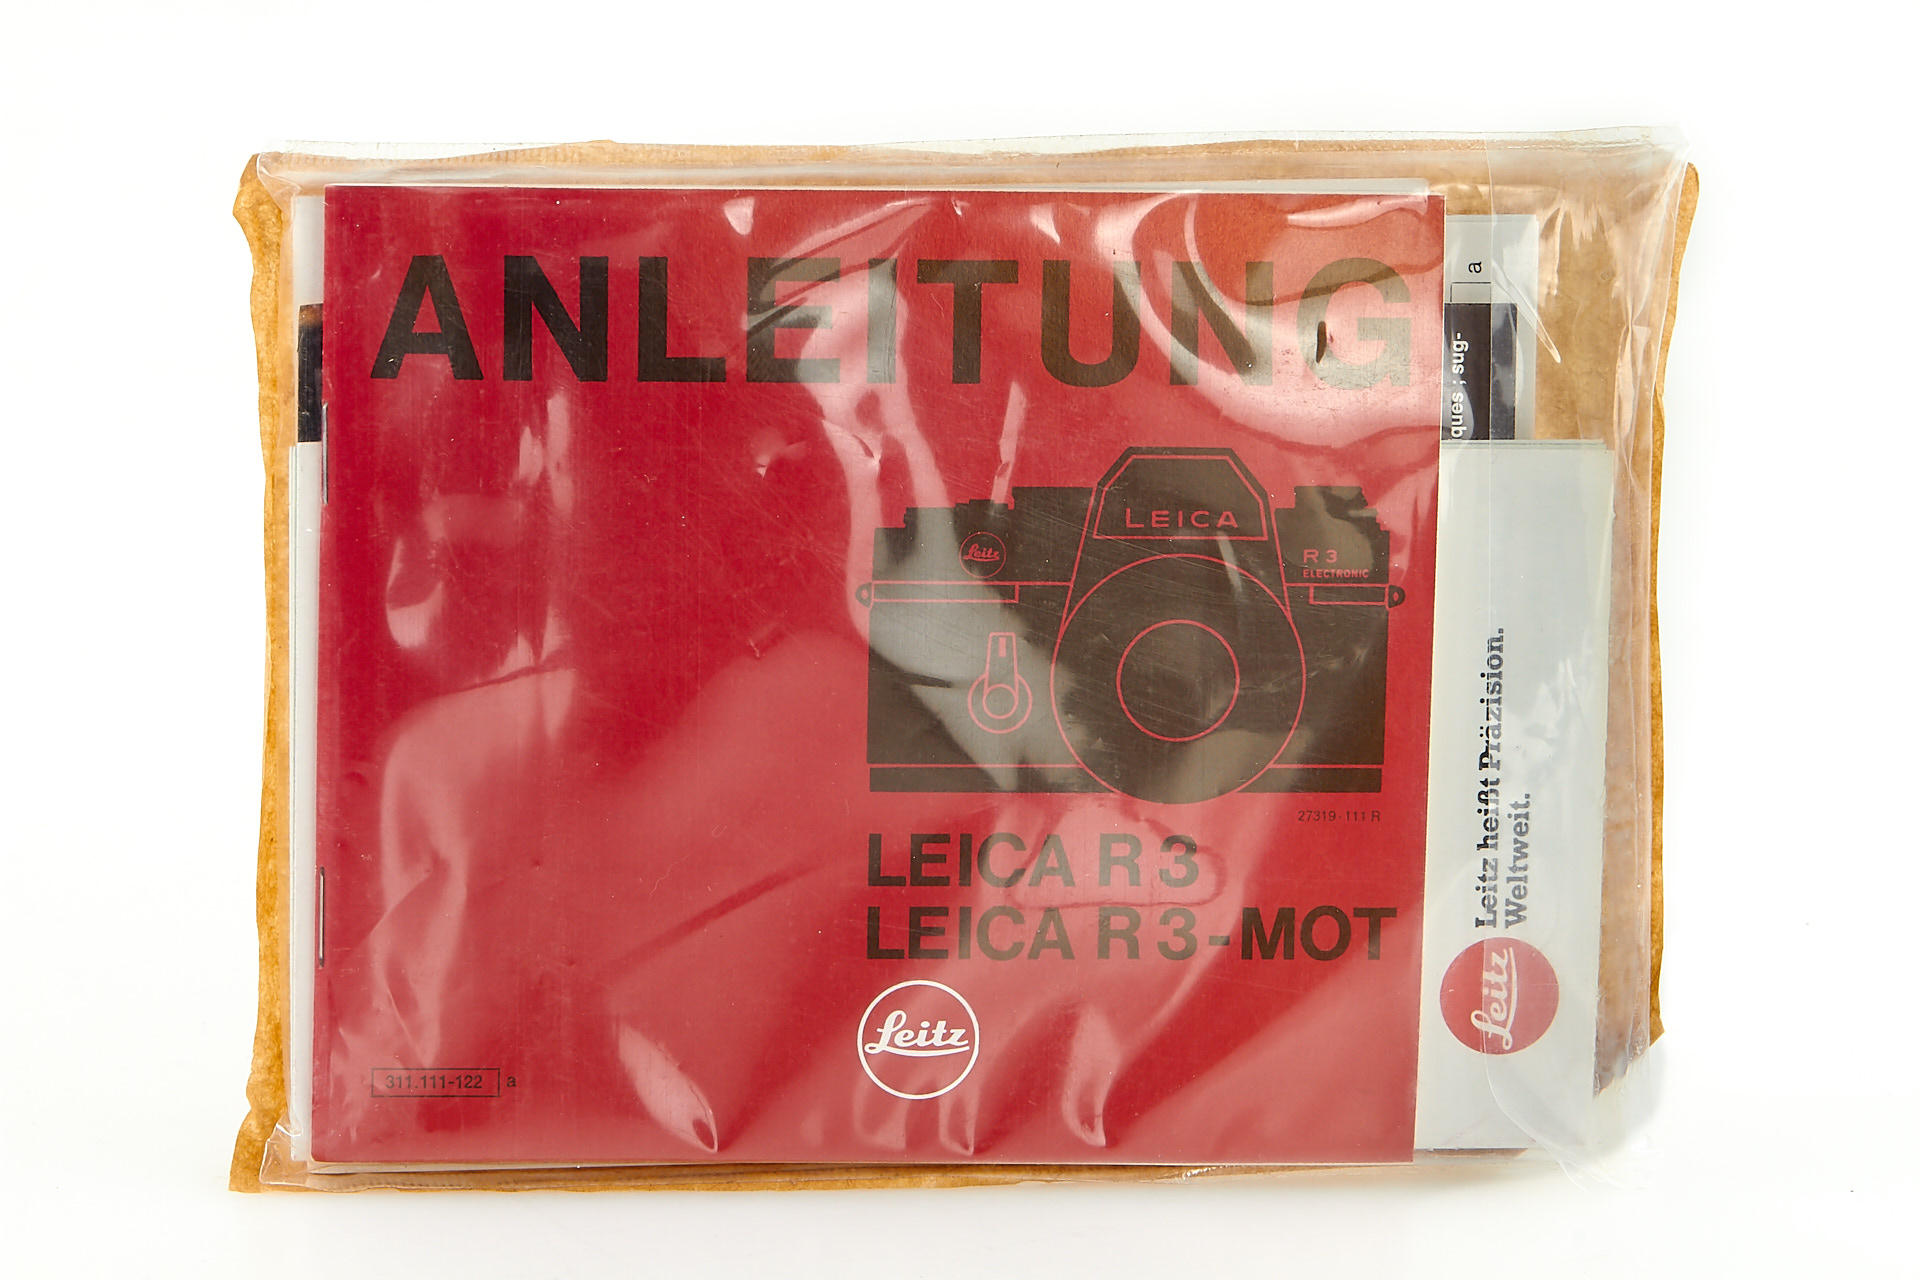 ANLEITUNG
LEICA
Leitz
R 3
ELECTRONIC
27319-111 R
LEICA R 3
LEICA R 3-MOT
Leitz
311.111-122 a
a
ques ; sug-
Leitz heißt Präzision.
Weltweit.
Leitz